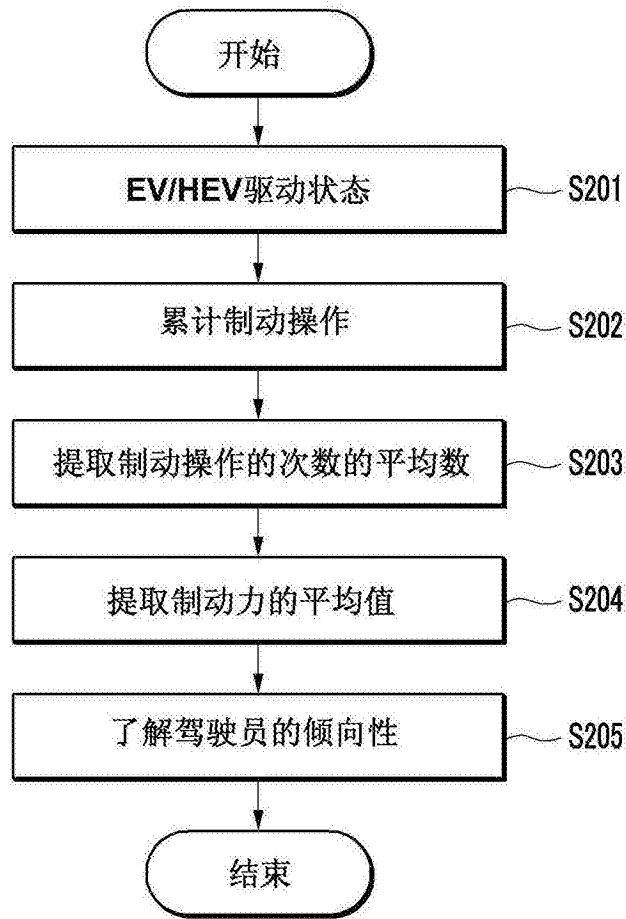 开始
EV/HEV驱动状态
S201
累计制动操作
S202
提取制动操作的次数的平均数
S203
提取制动力的平均值
S204
了解驾驶员的倾向性
S205
结束